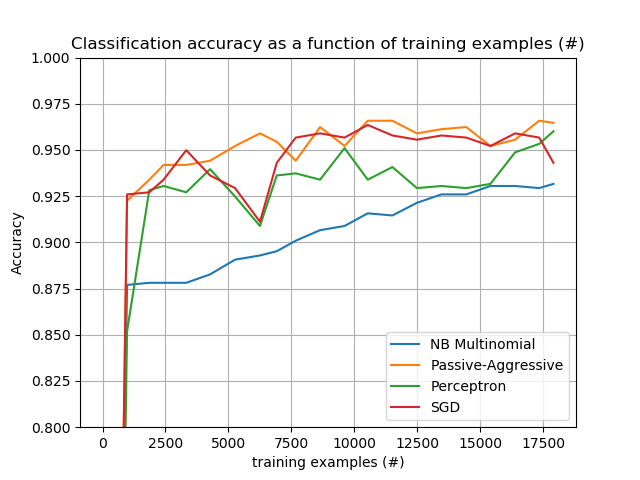 Classification accuracy as a function of training examples (#)
1.000
0.975
0.950
0.925
0.900
0.875
0.850
0.825
0.800
Accuracy
NB Multinomial
Passive-Aggressive
Perceptron
SGD
0 2500 5000 7500 10000 12500 15000 17500
training examples (#)